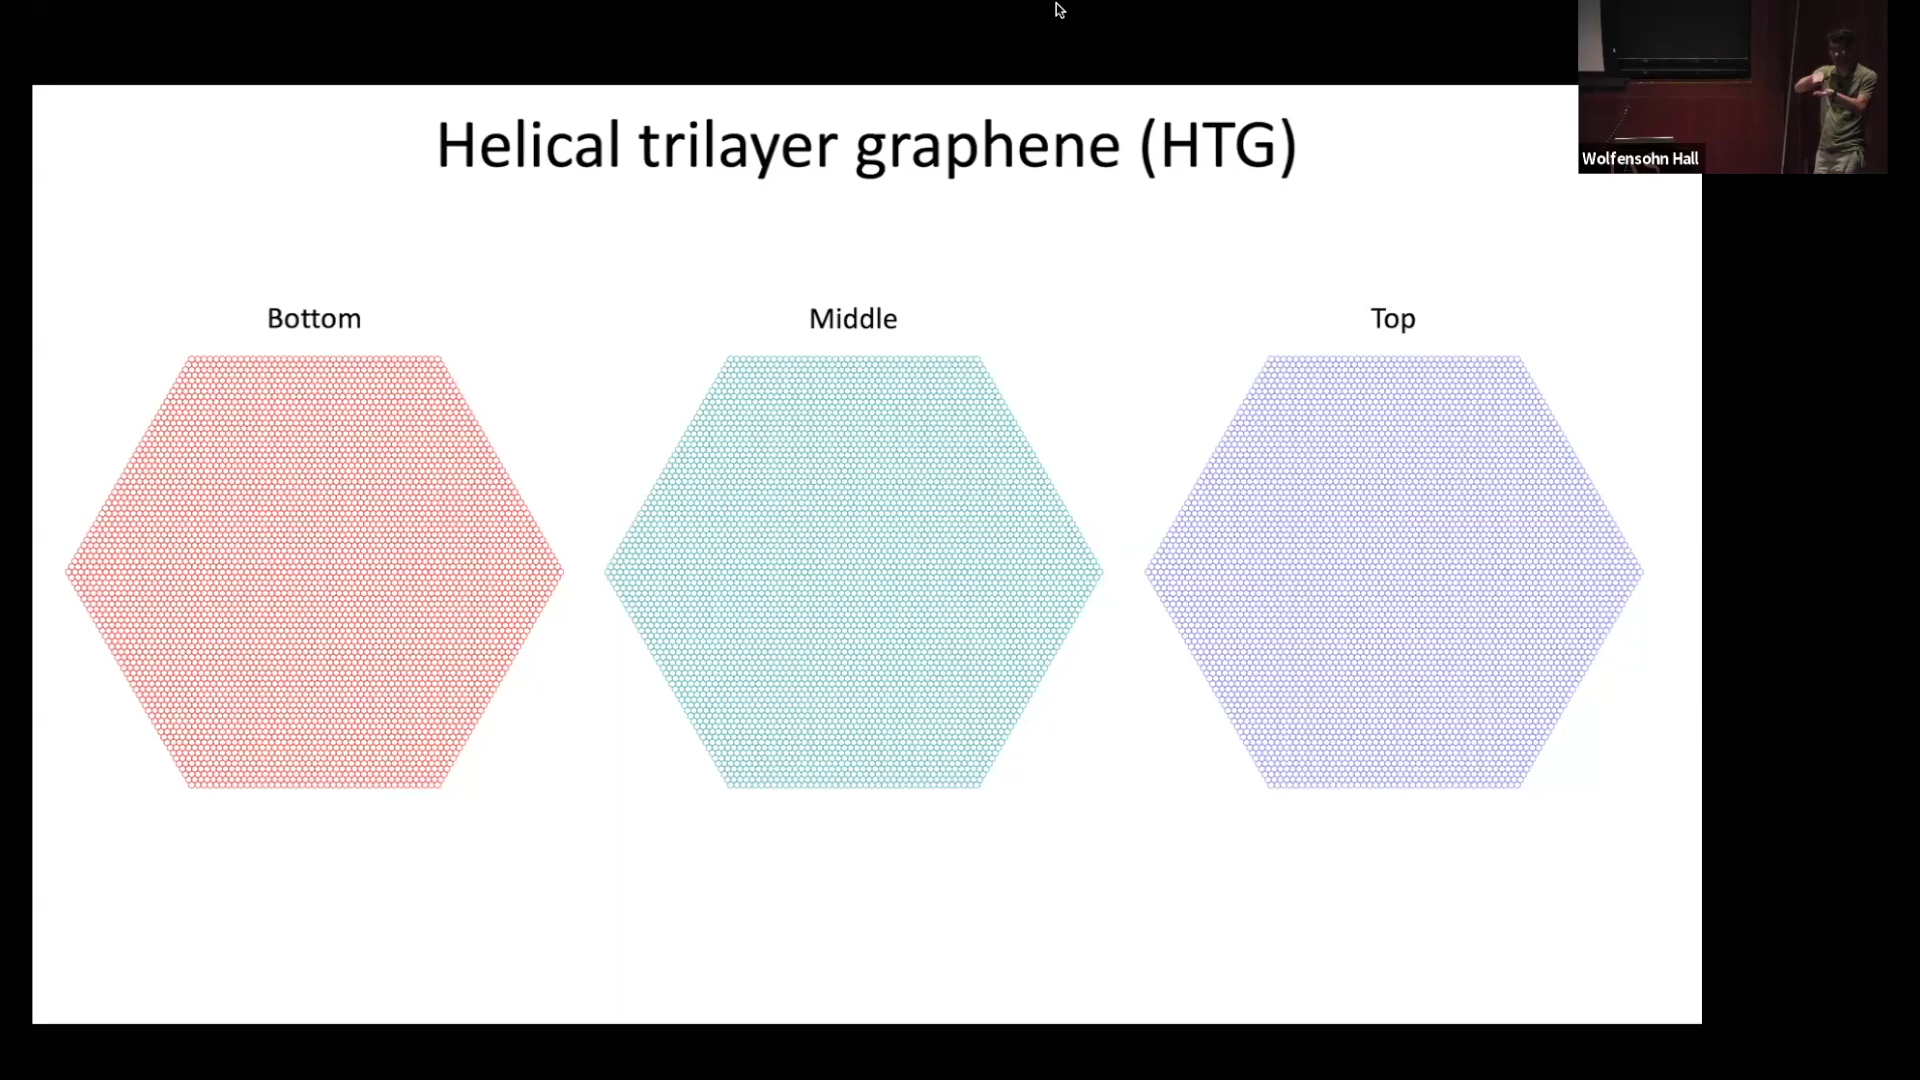 Helical trilayer graphene (HTG)
Wolfensohn Hall
Bottom
Middle
Top